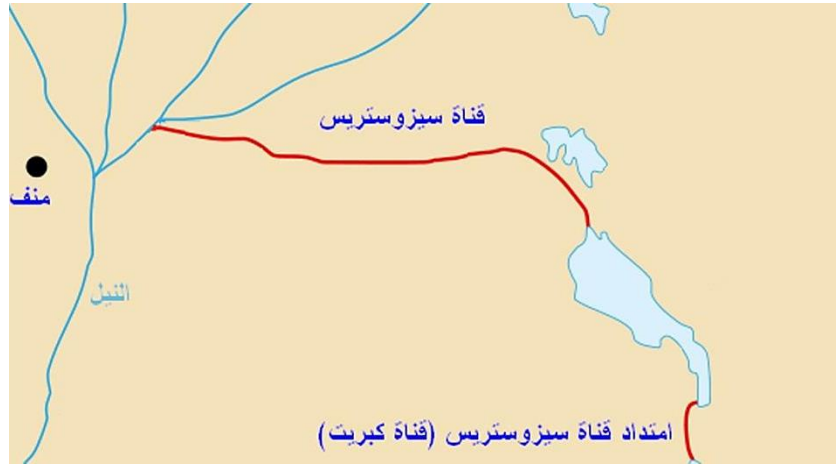 قناة سيزوستريس
منف
النيل
امتداد قناة سيزوستريس (قناة كبريت)